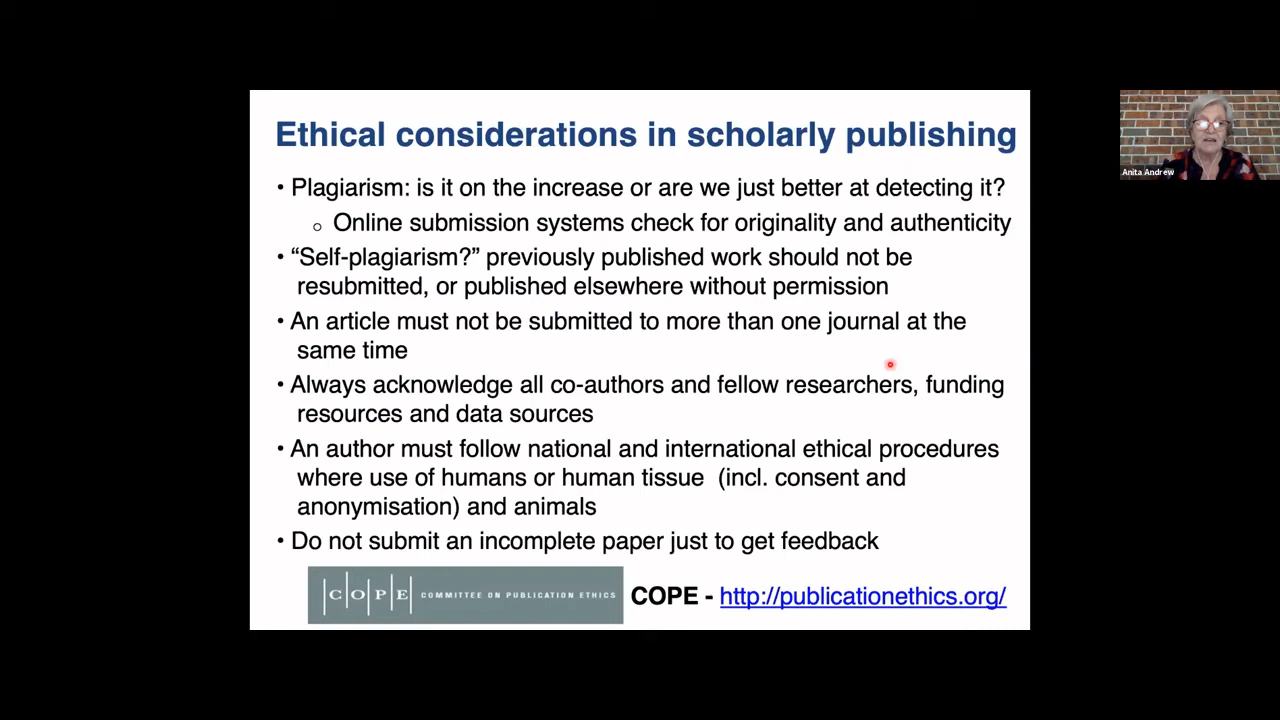 Ethical considerations in scholarly publishing
• Plagiarism: is it on the increase or are we just better at detecting it?
o Online submission systems check for originality and authenticity
• “Self-plagiarism?” previously published work should not be
resubmitted, or published elsewhere without permission
• An article must not be submitted to more than one journal at the
same time
• Always acknowledge all co-authors and fellow researchers, funding
resources and data sources
• An author must follow national and international ethical procedures
where use of humans or human tissue (incl. consent and
anonymisation) and animals
• Do not submit an incomplete paper just to get feedback
COPE COMMITTEE ON PUBLICATION ETHICS
COPE - http://publicationethics.org/
Anita Andrew